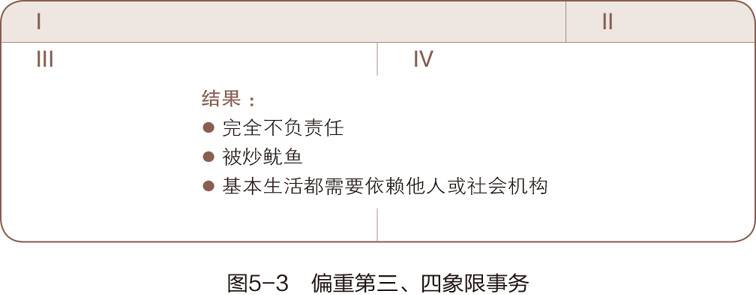 I II
III IV
结果：
● 完全不负责任
● 被炒鱿鱼
● 基本生活都需要依赖他人或社会机构
图5-3 偏重第三、四象限事务